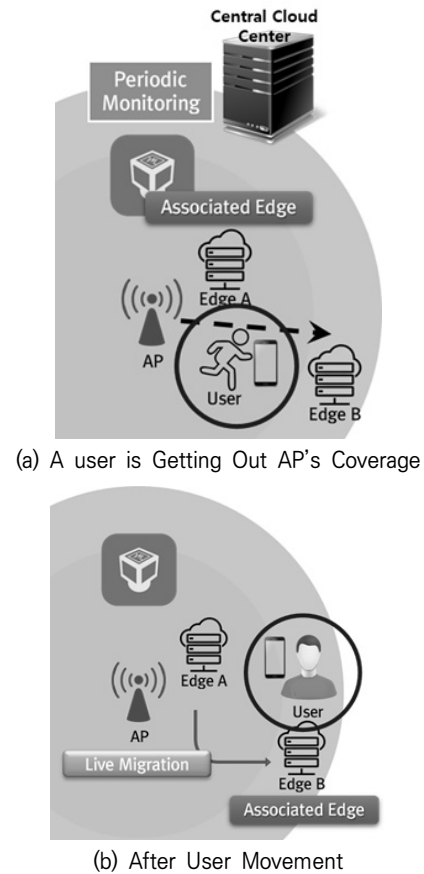 Central Cloud
Center
Periodic
Monitoring
Associated Edge
Edge A
AP
User
Edge B
(a) A user is Getting Out AP's Coverage
Edge A
AP
User
Live Migration
Edge B
Associated Edge
(b) After User Movement